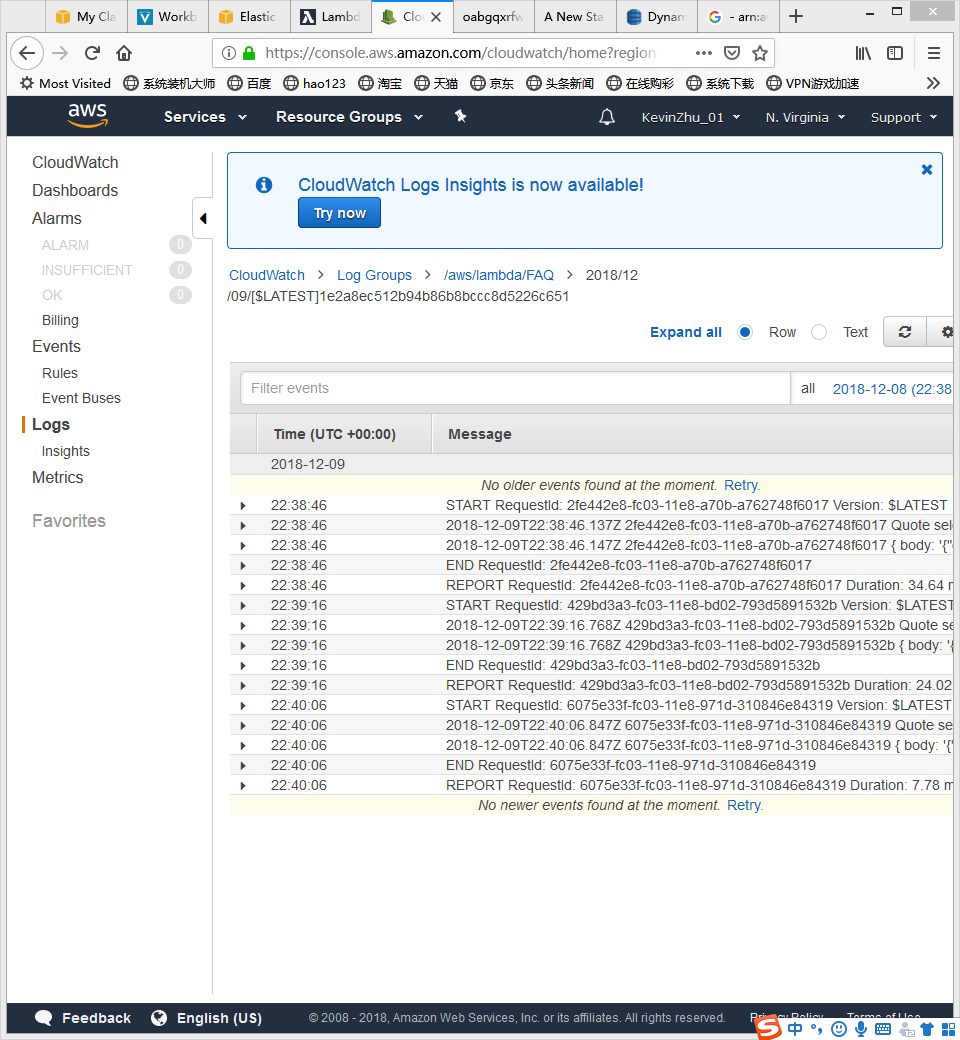 My Cla
Workb
Elastic
Lambd
Clo
oabgqxrfw
A New Sta
Dynam
G - arn:av
https://console.aws.amazon.com/cloudwatch/home?region
Most Visited 系统装机大师 百度 hao123 淘宝 天猫 京东 头条新闻 在线购彩 系统下载 VPN游戏加速
aws Services Resource Groups KevinZhu_01 N. Virginia Support
CloudWatch
Dashboards
Alarms
ALARM 0
INSUFFICIENT 0
OK 0
Billing
Events
Rules
Event Buses
Logs
Insights
Metrics
Favorites
CloudWatch Logs Insights is now available!
Try now
CloudWatch > Log Groups > /aws/lambda/FAQ > 2018/12
/09/[$LATEST]1e2a8ec512b94b86b8bccc8d5226c651
Expand all Row Text
Filter events all 2018-12-08 (22:38
Time (UTC +00:00) Message
2018-12-09
No older events found at the moment. Retry.
22:38:46 START RequestId: 2fe442e8-fc03-11e8-a70b-a762748f6017 Version: $LATEST
22:38:46 2018-12-09T22:38:46.137Z 2fe442e8-fc03-11e8-a70b-a762748f6017 Quote sel
22:38:46 2018-12-09T22:38:46.147Z 2fe442e8-fc03-11e8-a70b-a762748f6017 { body: '{"
22:38:46 END RequestId: 2fe442e8-fc03-11e8-a70b-a762748f6017
22:38:46 REPORT RequestId: 2fe442e8-fc03-11e8-a70b-a762748f6017 Duration: 34.64 m
22:39:16 START RequestId: 429bd3a3-fc03-11e8-bd02-793d5891532b Version: $LATEST
22:39:16 2018-12-09T22:39:16.768Z 429bd3a3-fc03-11e8-bd02-793d5891532b Quote se
22:39:16 2018-12-09T22:39:16.768Z 429bd3a3-fc03-11e8-bd02-793d5891532b { body: '{
22:39:16 END RequestId: 429bd3a3-fc03-11e8-bd02-793d5891532b
22:39:16 REPORT RequestId: 429bd3a3-fc03-11e8-bd02-793d5891532b Duration: 24.02
22:40:06 START RequestId: 6075e33f-fc03-11e8-971d-310846e84319 Version: $LATEST
22:40:06 2018-12-09T22:40:06.847Z 6075e33f-fc03-11e8-971d-310846e84319 Quote se
22:40:06 2018-12-09T22:40:06.847Z 6075e33f-fc03-11e8-971d-310846e84319 { body: '{"
22:40:06 END RequestId: 6075e33f-fc03-11e8-971d-310846e84319
22:40:06 REPORT RequestId: 6075e33f-fc03-11e8-971d-310846e84319 Duration: 7.78 m
No newer events found at the moment. Retry.
Feedback English (US) © 2008 - 2018, Amazon Web Services, Inc. or its affiliates. All rights reserved. Privacy Policy Terms of Use
S 中